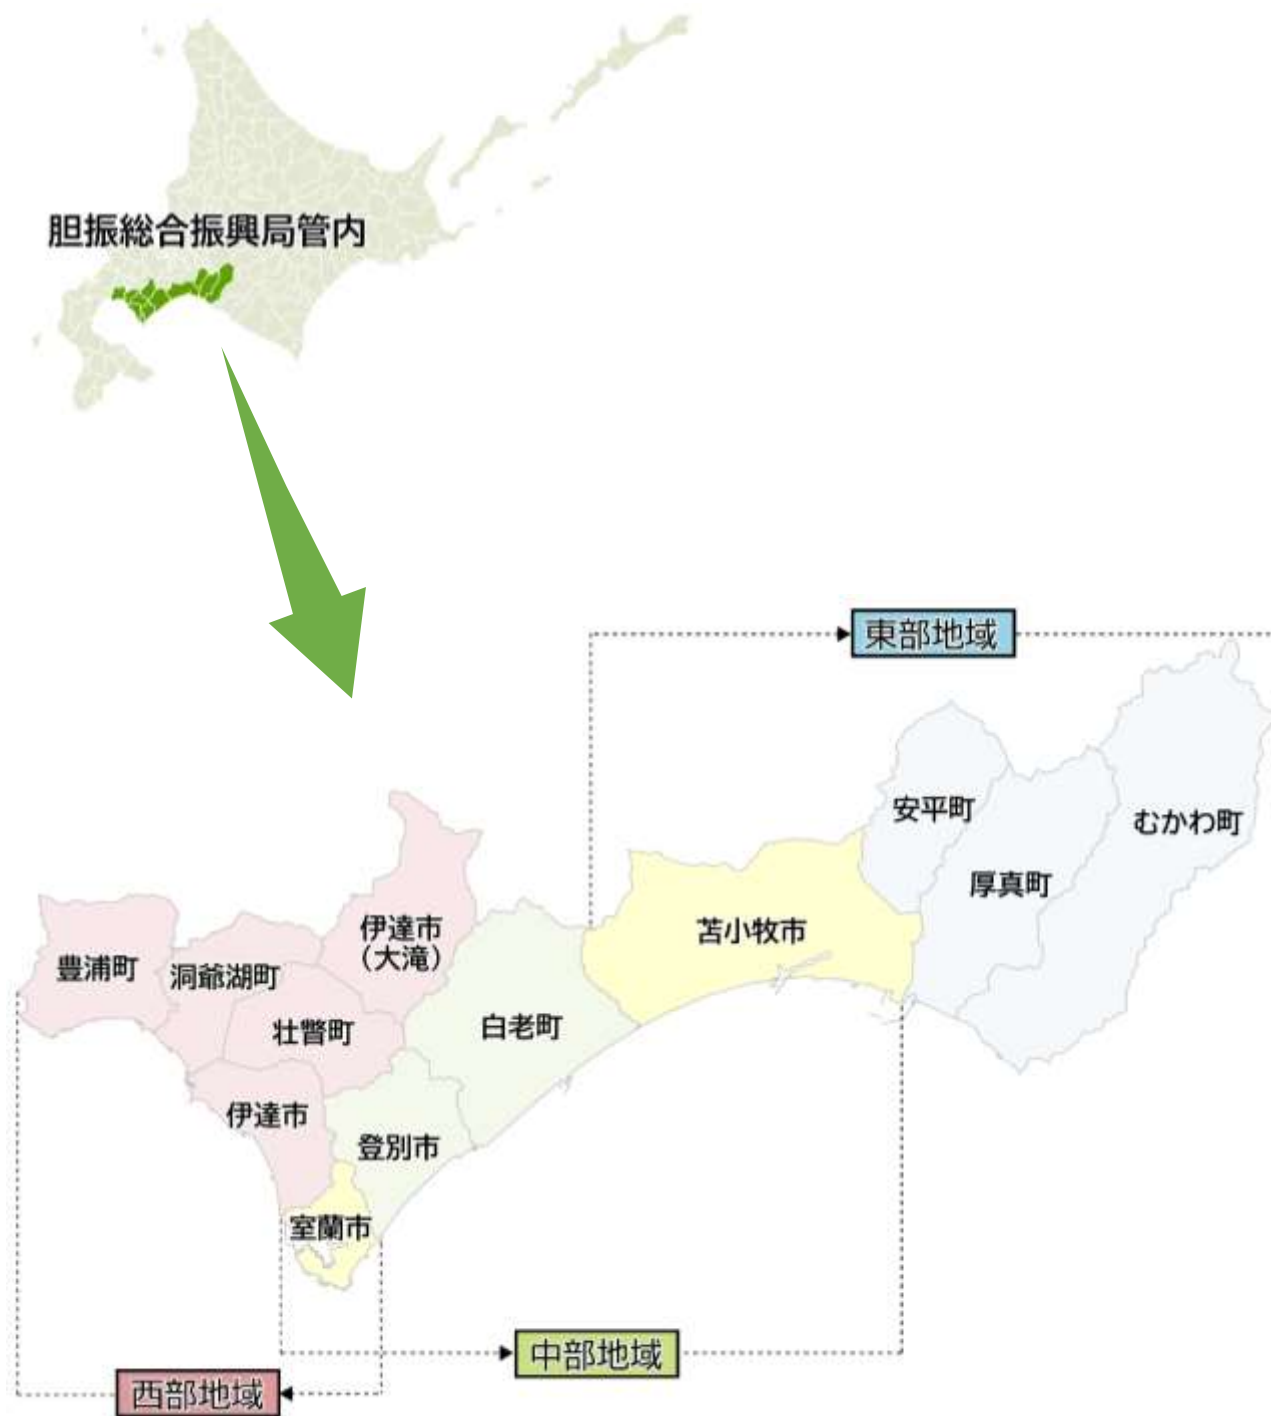 胆振総合振興局管内
東部地域
安平町
むかわ町
厚真町
苫小牧市
伊達市
(大滝)
豊浦町
洞爺湖町
壮瞥町
白老町
伊達市
登別市
室蘭市
中部地域
西部地域